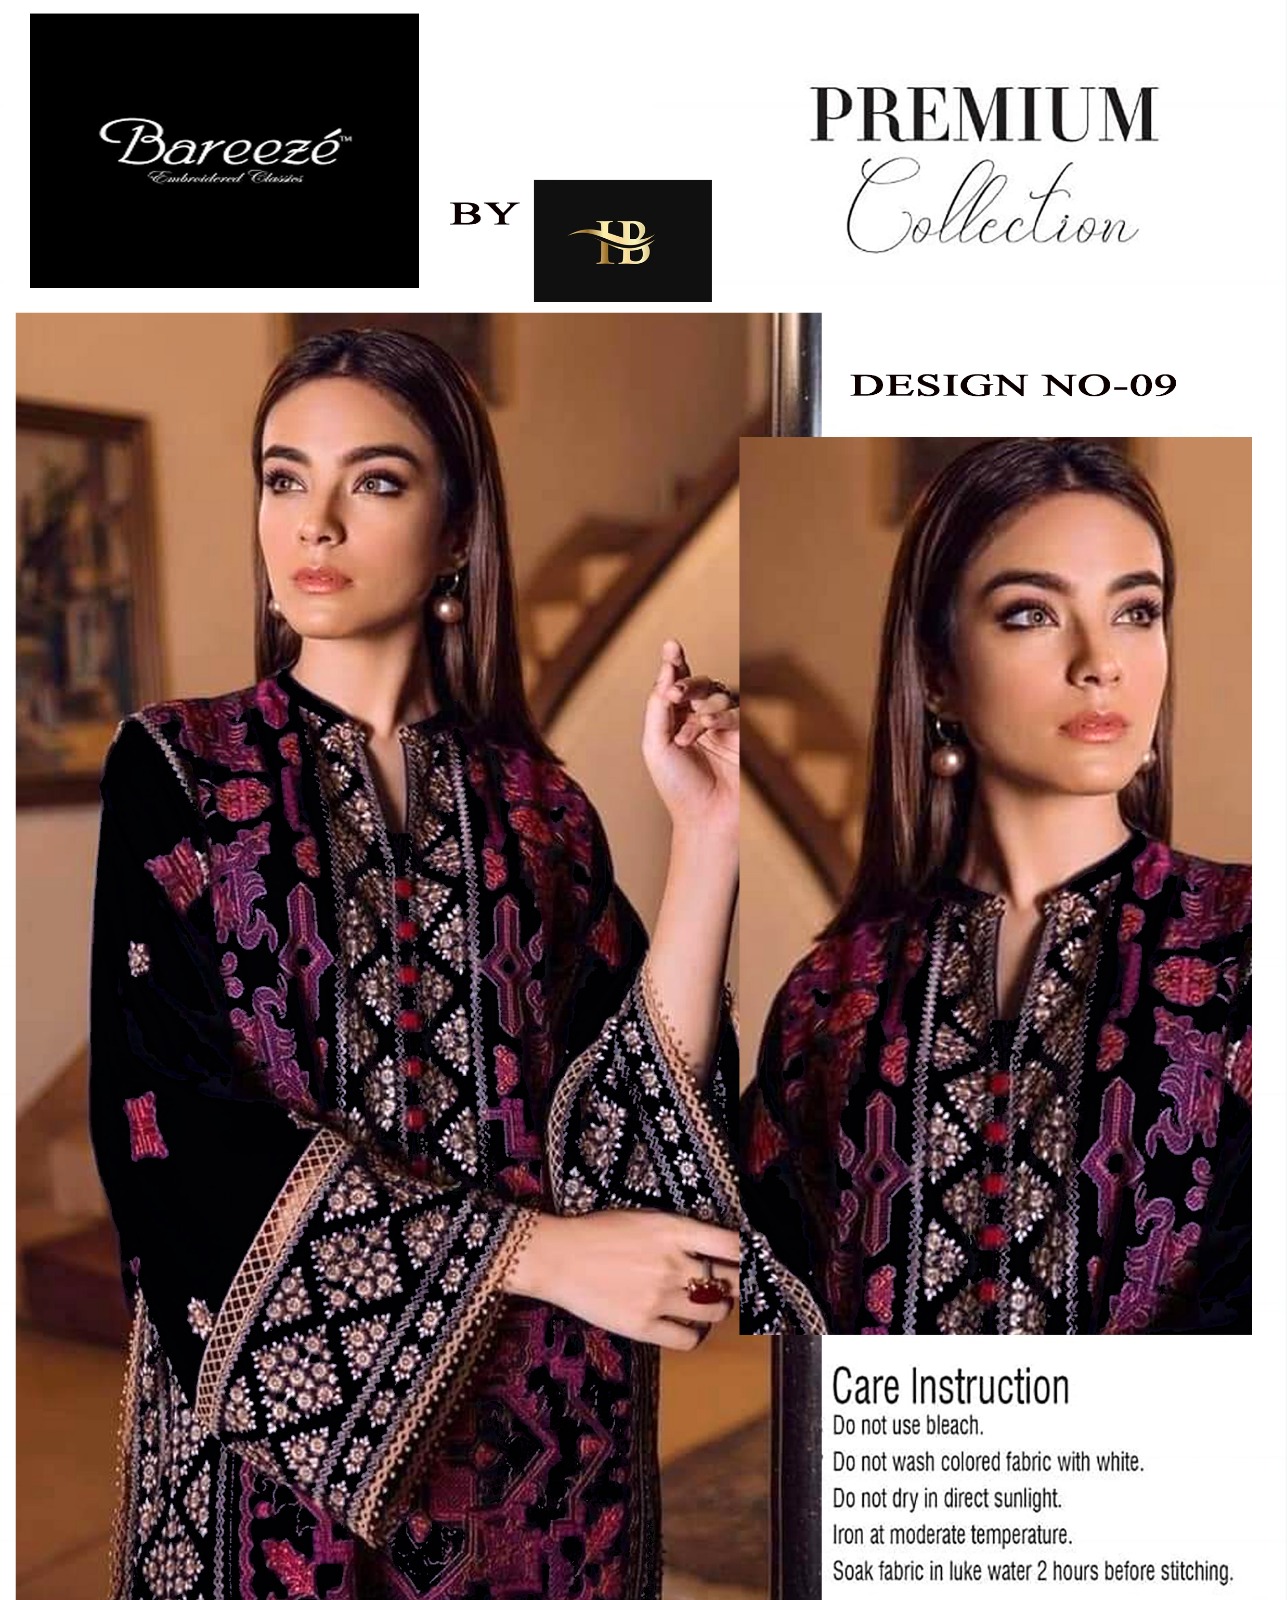 Bareezé™
Embroidered Classics
BY
HB
PREMIUM
Collection
DESIGN NO-09
Care Instruction
Do not use bleach.
Do not wash colored fabric with white.
Do not dry in direct sunlight.
Iron at moderate temperature.
Soak fabric in luke water 2 hours before stitching.